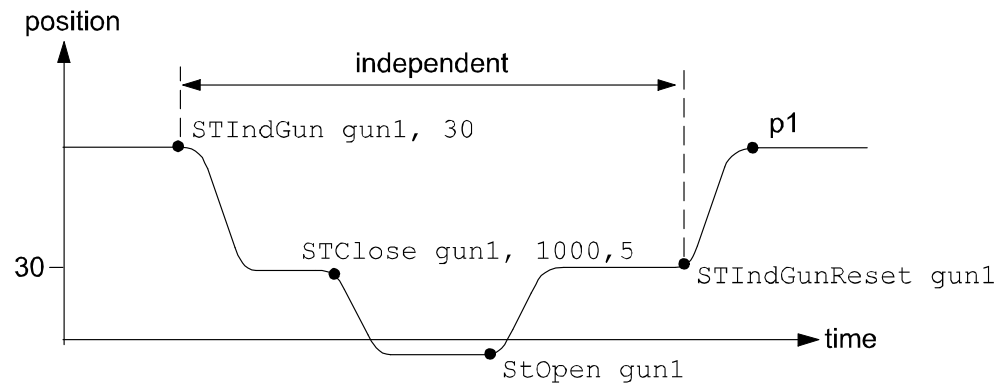 position
independent
STIndGun gun1, 30
p1
STClose gun1, 1000,5
30
STIndGunReset gun1
time
StOpen gun1